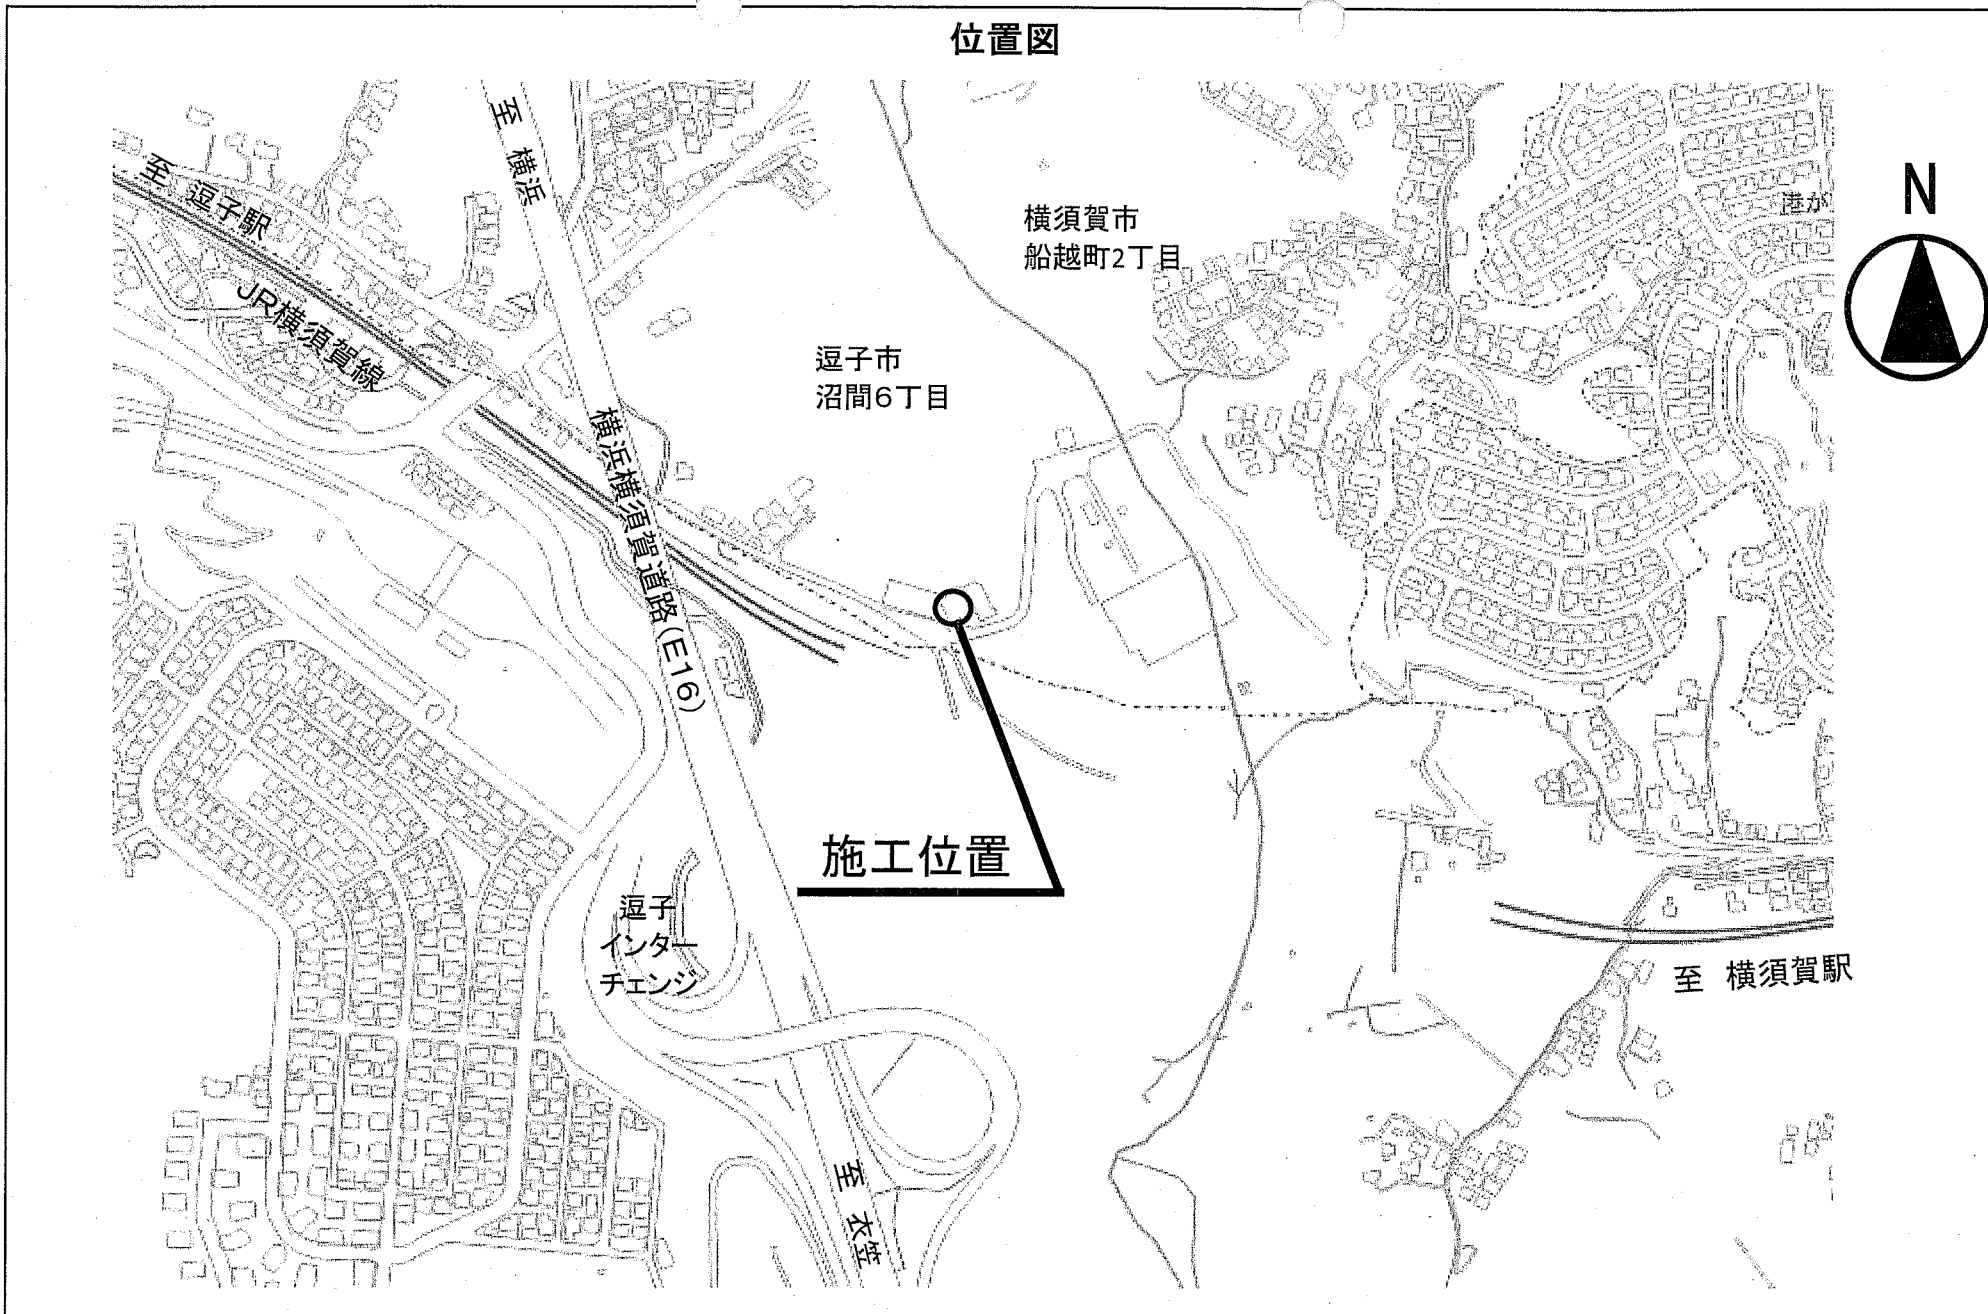 位置図
至 横浜
至 逗子駅
JR横須賀線
横須賀市
船越町2丁目
港が
N
逗子市
沼間6丁目
横浜横須賀道路(E16)
施工位置
逗子
インター
チェンジ
至 横須賀駅
至 衣笠